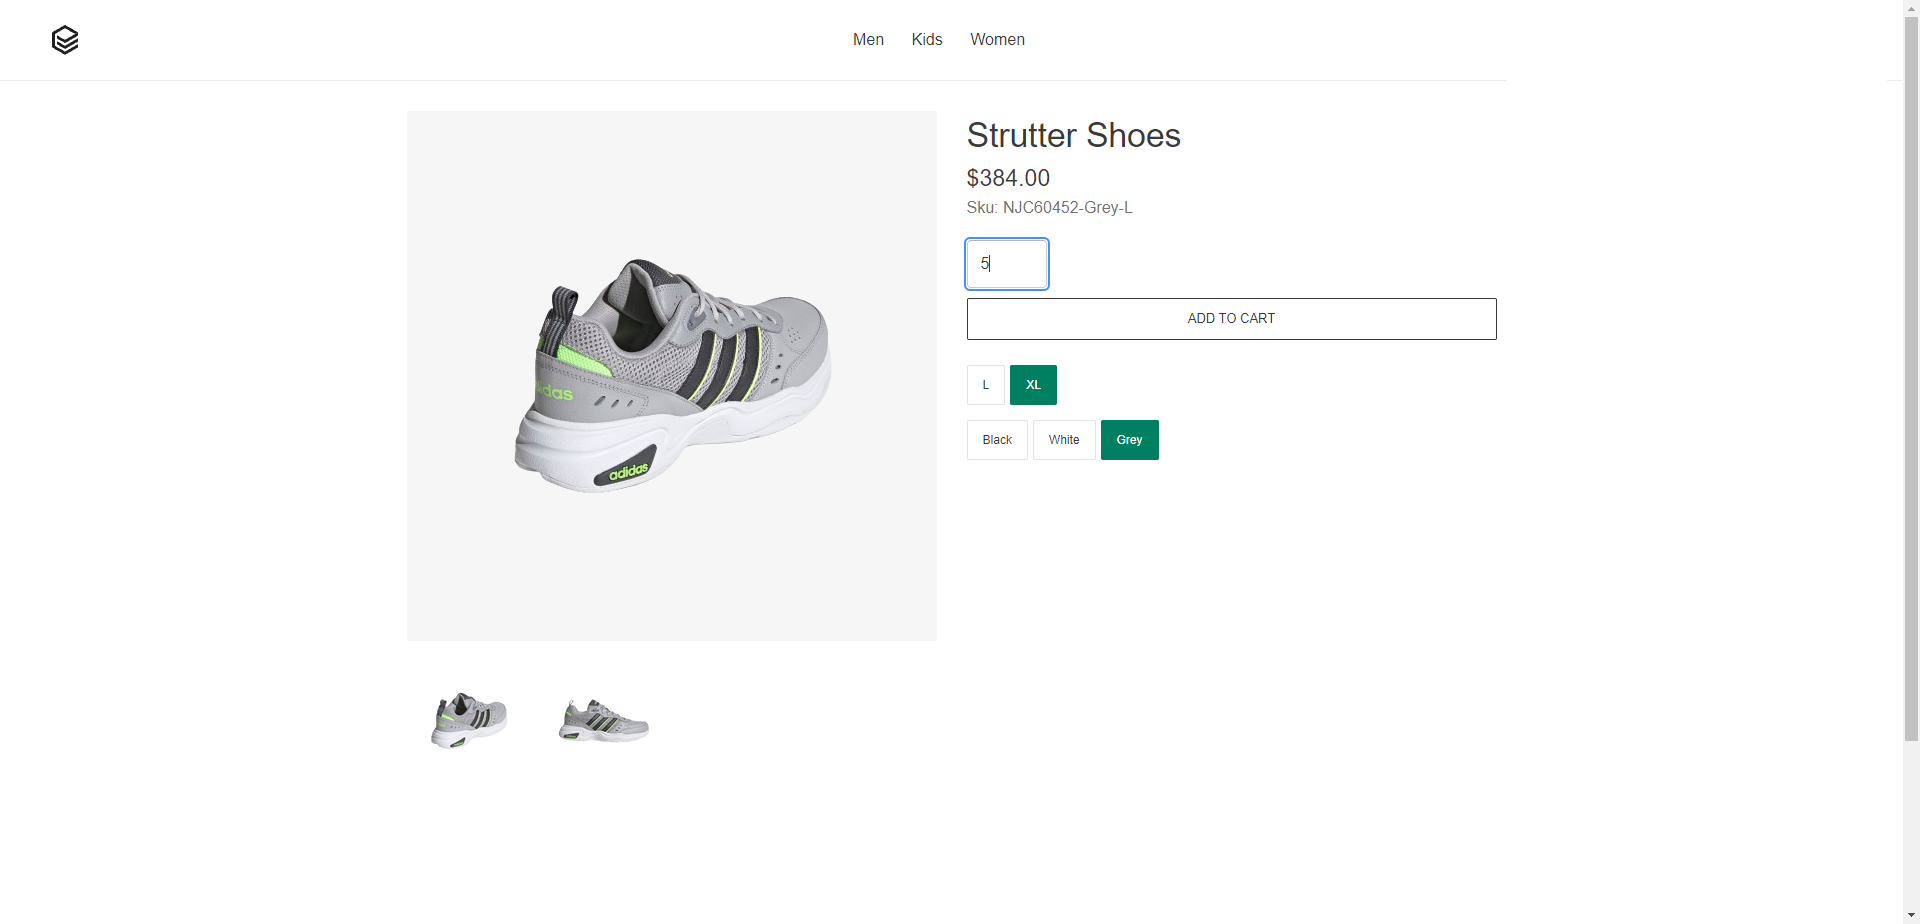 Men Kids Women
Strutter Shoes
$384.00
Sku: NJC60452-Grey-L
5
ADD TO CART
L XL
Black White Grey
adidas
adidas